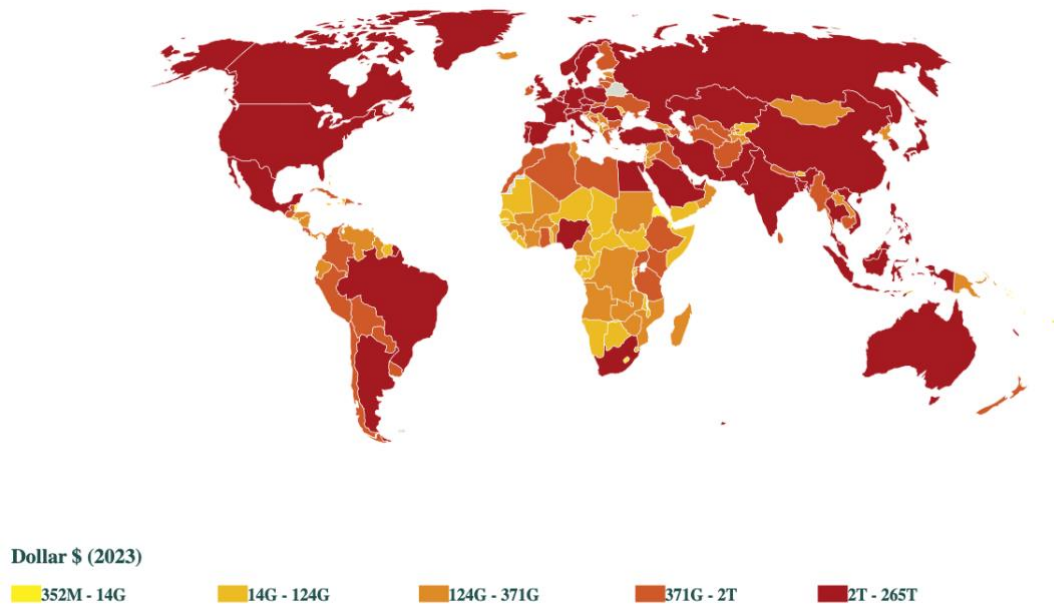 Dollar $ (2023)
352M - 14G
14G - 124G
124G - 371G
371G - 2T
2T - 265T